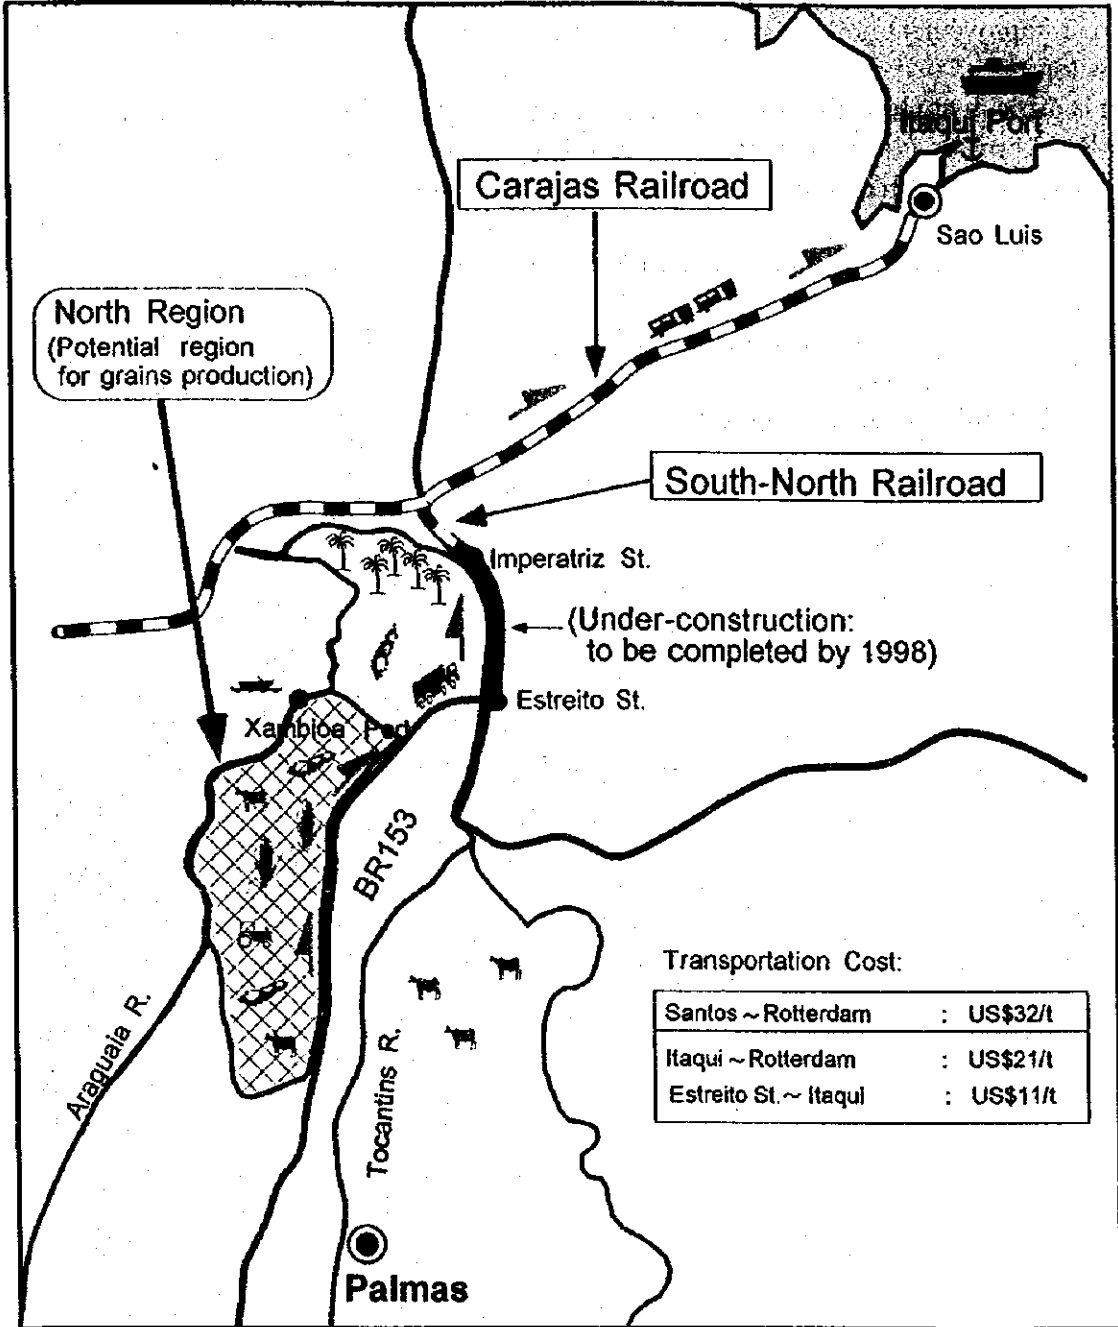 Itaqui Port
Carajas Railroad
Sao Luis
North Region
(Potential region
for grains production)
South-North Railroad
Imperatriz St.
(Under-construction:
to be completed by 1998)
Estreito St.
Xambioa Port
BR153
Transportation Cost:
Santos ~ Rotterdam : US$32/t
Itaqui ~ Rotterdam : US$21/t
Estreito St. ~ Itaqui : US$11/t
Araguaia R.
Tocantins R.
Palmas